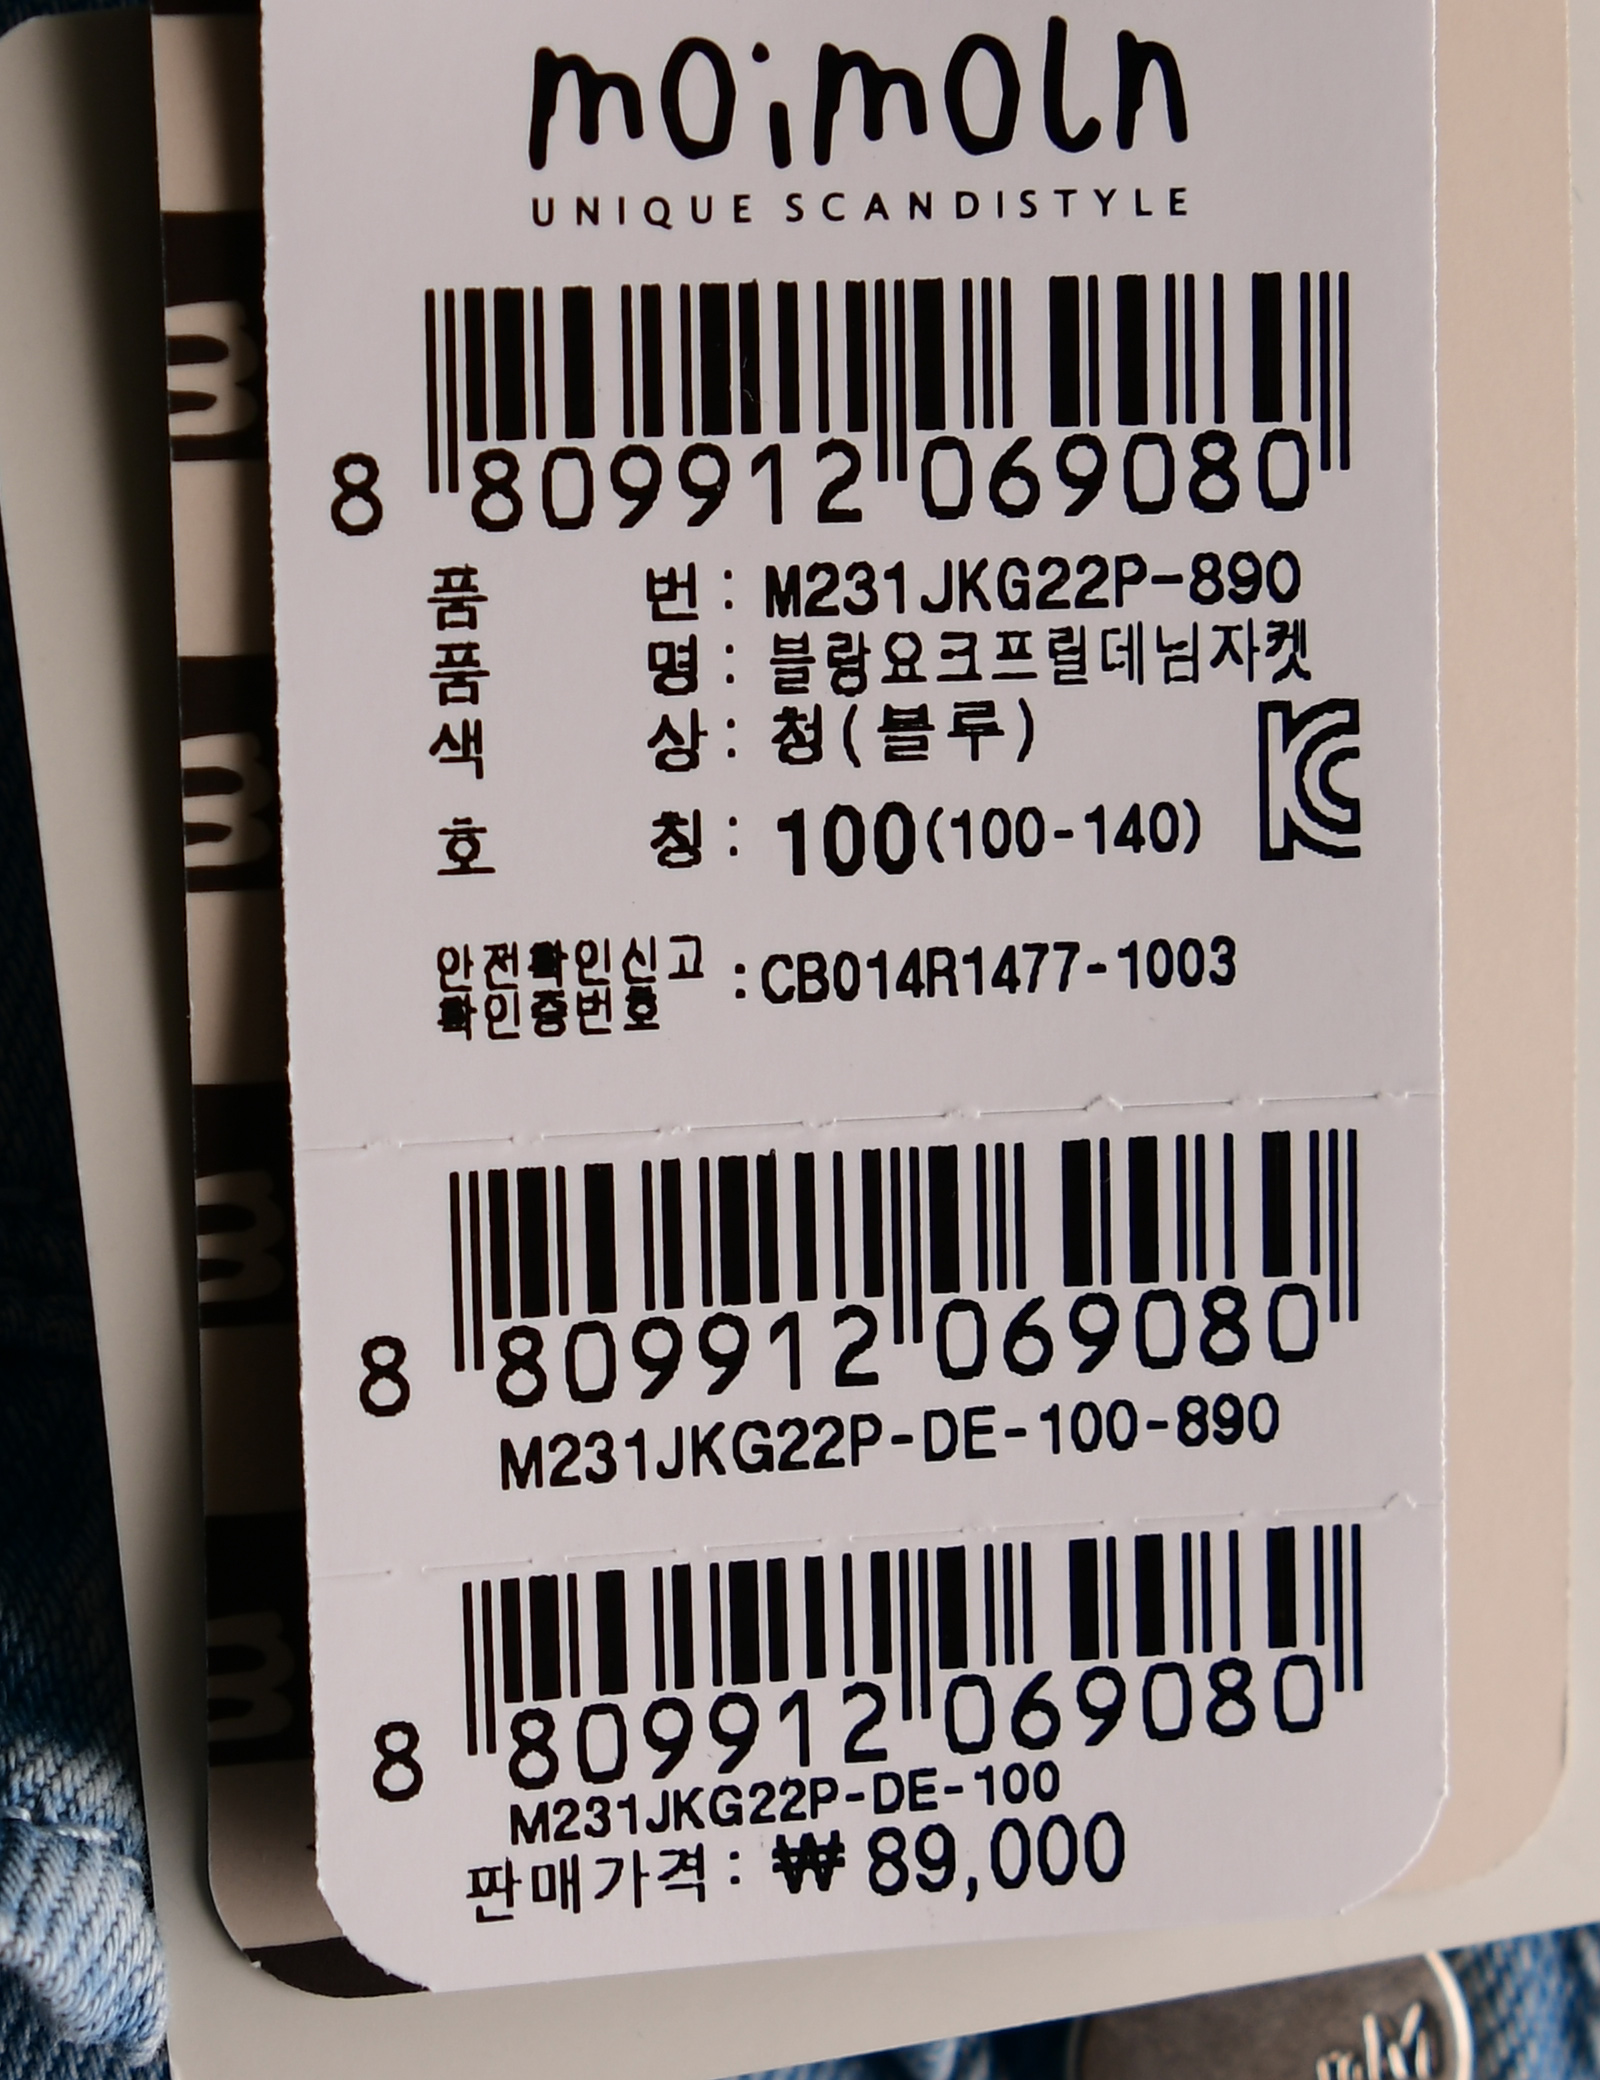 moimoln
UNIQUE SCANDISTYLE
8 809912 069080
품 번 : M231JKG22P-890
품 명 : 블랑요크프릴데님자켓
색 상 : 청(블루)
KC
호 칭 : 100(100-140)
안전확인신고
확인증번호 :CB014R1477-1003
8 809912 069080
M231JKG22P-DE-100-890
8 809912 069080
M231JKG22P-DE-100
판매가격: ₩ 89,000